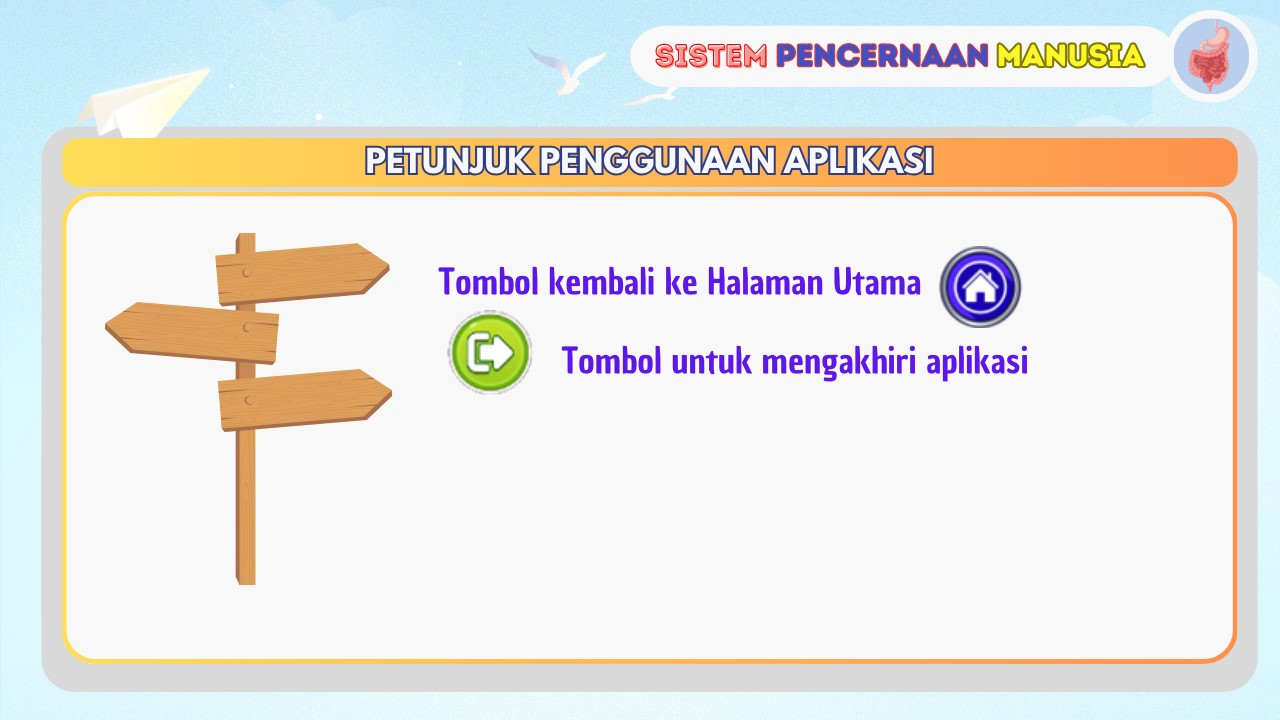 SISTEM PENCERNAAN MANUSIA
PETUNJUK PENGGUNAAN APLIKASI
Tombol kembali ke Halaman Utama
Tombol untuk mengakhiri aplikasi